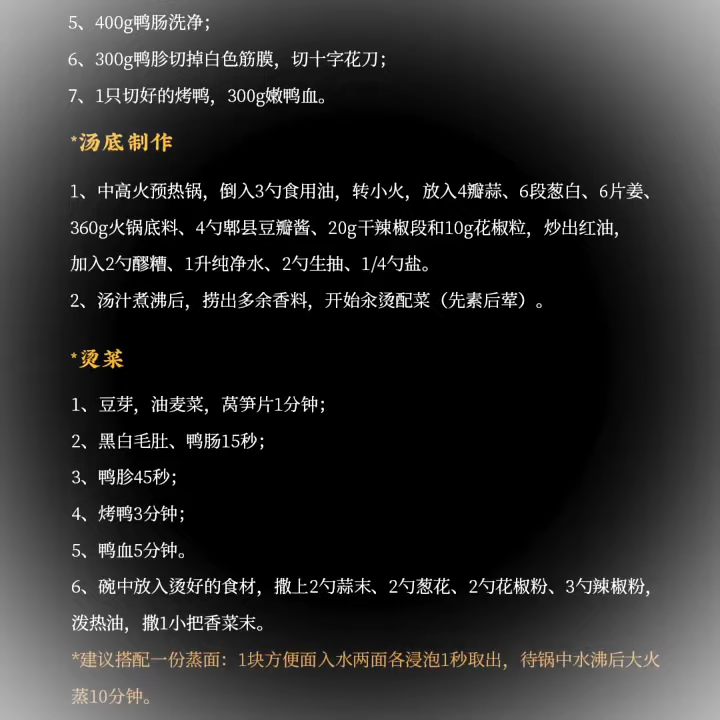 5、400g鸭肠洗净；
6、300g鸭胗切掉白色筋膜，切十字花刀；
7、1只切好的烤鸭，300g嫩鸭血。
*汤底制作
1、中高火预热锅，倒入3勺食用油，转小火，放入4瓣蒜、6段葱白、6片姜、
360g火锅底料、4勺郫县豆瓣酱、20g干辣椒段和10g花椒粒，炒出红油，
加入2勺醪糟、1升纯净水、2勺生抽、1/4勺盐。
2、汤汁煮沸后，捞出多余香料，开始汆烫配菜（先素后荤）。
*烫菜
1、豆芽，油麦菜，莴笋片1分钟；
2、黑白毛肚、鸭肠15秒；
3、鸭胗45秒；
4、烤鸭3分钟；
5、鸭血5分钟。
6、碗中放入烫好的食材，撒上2勺蒜末、2勺葱花、2勺花椒粉、3勺辣椒粉，
泼热油，撒1小把香菜末。
*建议搭配一份蒸面：1块方便面入水两面各浸泡1秒取出，待锅中水沸后大火
蒸10分钟。